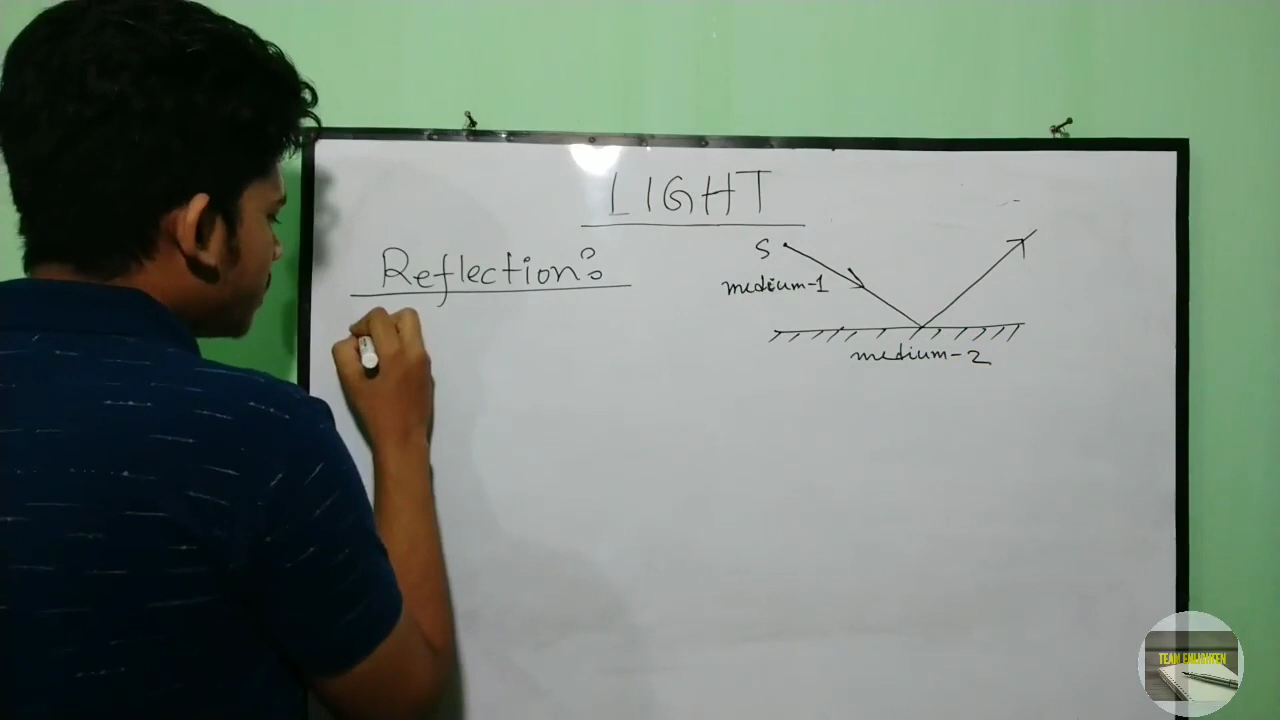 LIGHT
Reflection:
S
medium-1
medium-2
TEAM ENLIGHTEN